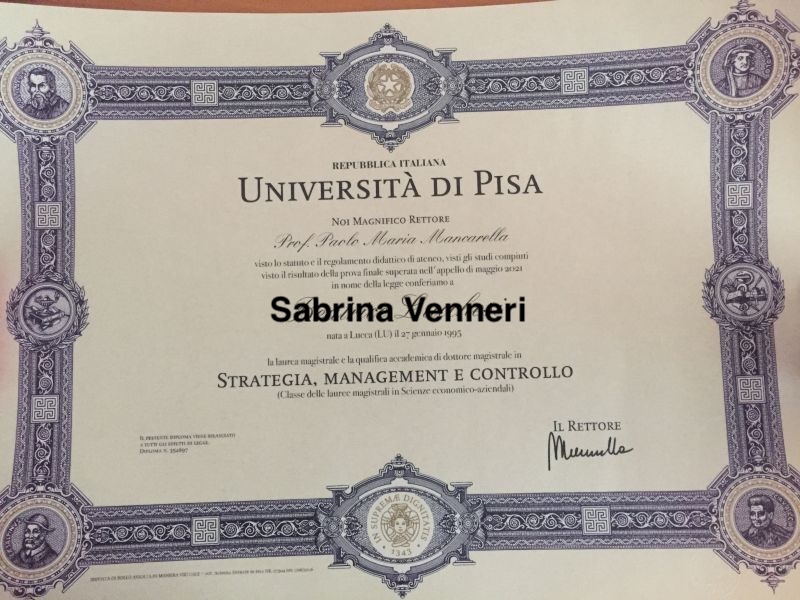 REPUBBLICA ITALIANA
UNIVERSITÀ DI PISA
NOI MAGNIFICO RETTORE
Prof. Paolo Maria Mancarella
visto lo statuto e il regolamento didattico di ateneo, visti gli studi compiuti
visto il risultato della prova finale superata nell'appello di maggio 2021
in nome della legge conferiamo a
Sabrina Venneri
nata a Lucca (LU) il 27 gennaio 1995
la laurea magistrale e la qualifica accademica di dottore magistrale in
STRATEGIA, MANAGEMENT E CONTROLLO
(Classe delle lauree magistrali in Scienze economico-aziendali)
IL RETTORE
IL PRESENTE DIPLOMA VIENE RILASCIATO
A TUTTI GLI EFFETTI DI LEGGE.
DIPLOMA N. 354897
IN SUPREMÆ DIGNITATIS
1343